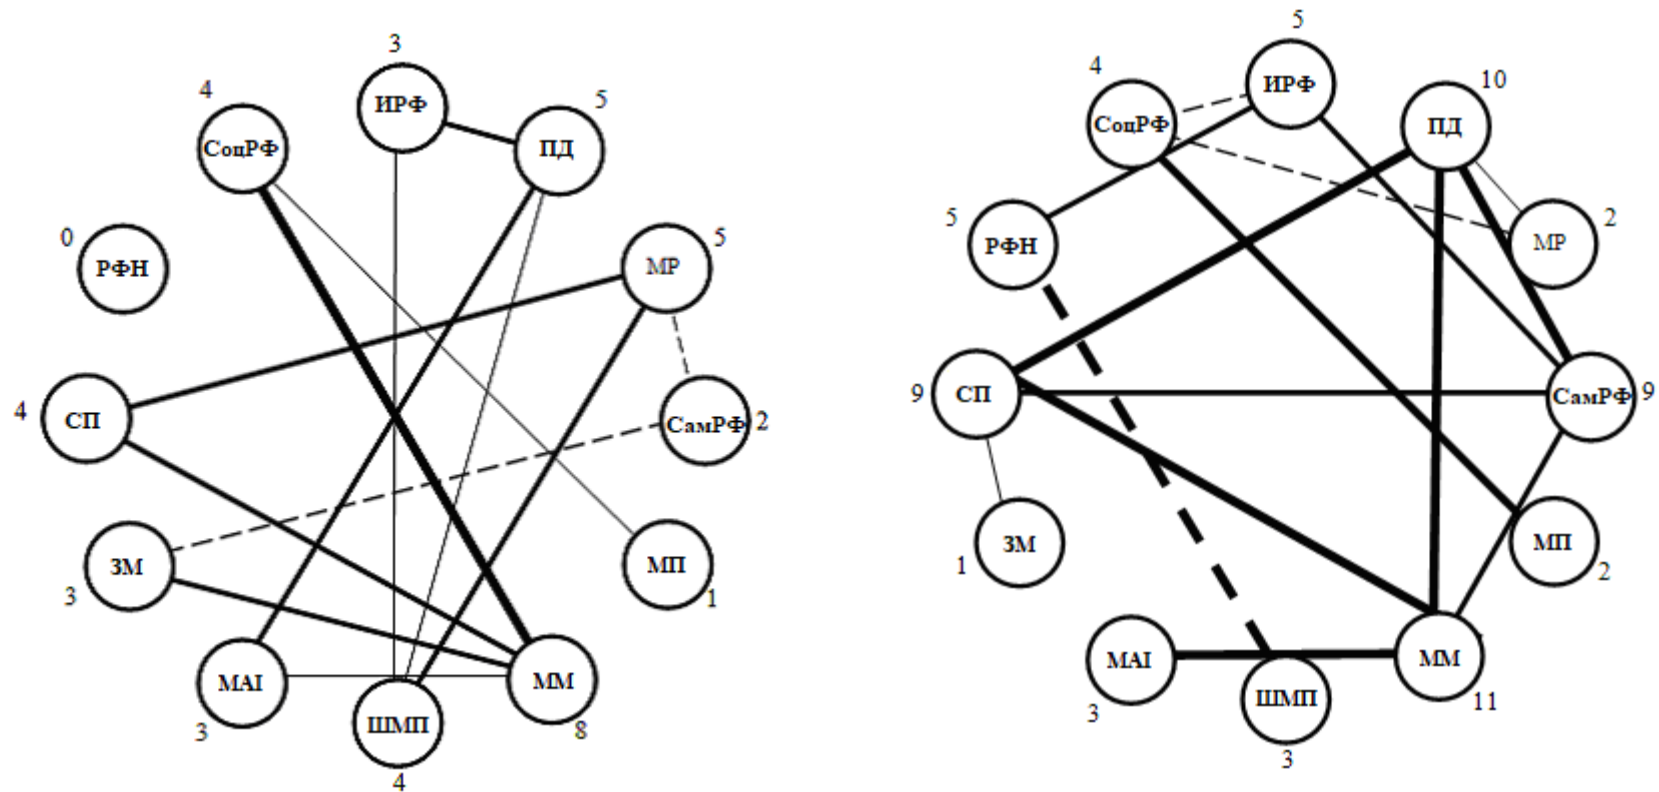 3
ИРФ
4
СоцРФ
5
ПД
0
РФН
5
МР
4
СП
СамРФ 2
3
ЗМ
МП
1
МАІ
3
ШМП
4
ММ
8
5
ИРФ
4
СоцРФ
10
ПД
5
РФН
2
МР
9
СП
СамРФ 9
1
ЗМ
МП
2
МАІ
3
ШМП
3
ММ
11